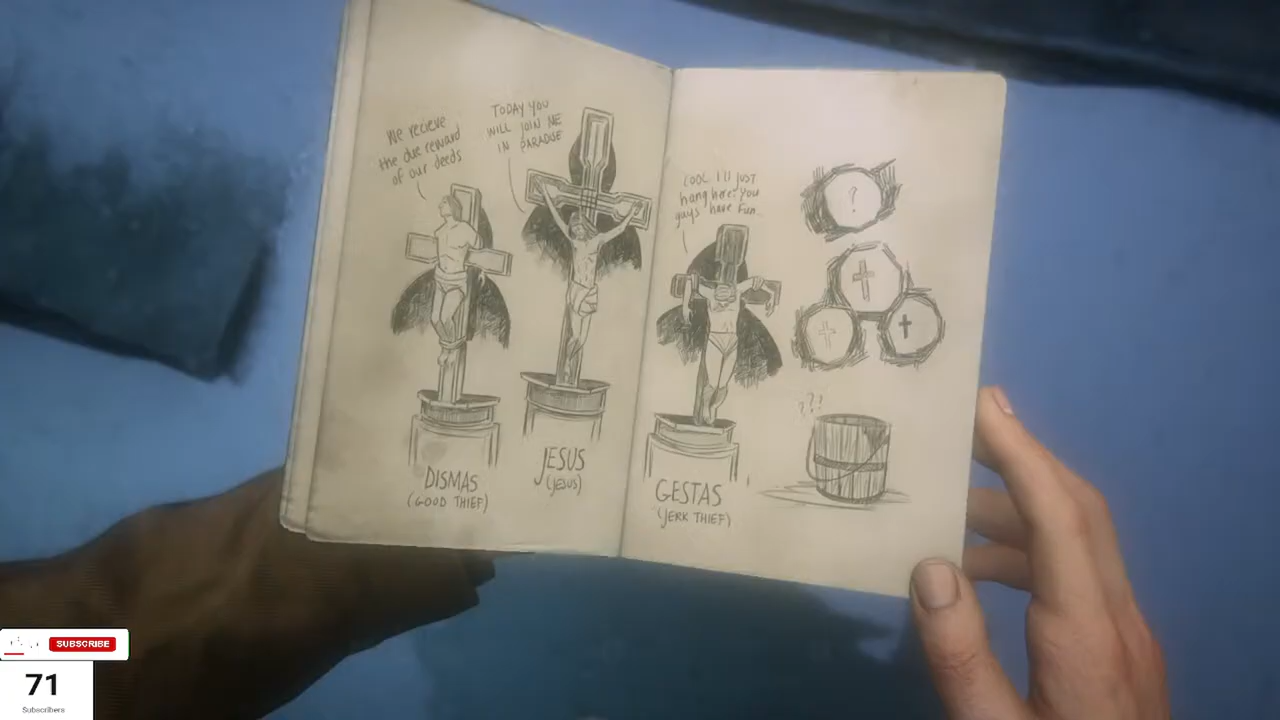 We recieve
the due reward
of our deeds
TODAY YOU
WILL JOIN ME
IN PARADISE
COOL I'll JUST
hang here. you
guys have fun...
?
???
DISMAS
(GOOD THIEF)
JESUS
(JESUS)
GESTAS
(JERK THIEF)
SUBSCRIBE
71
Subscribers